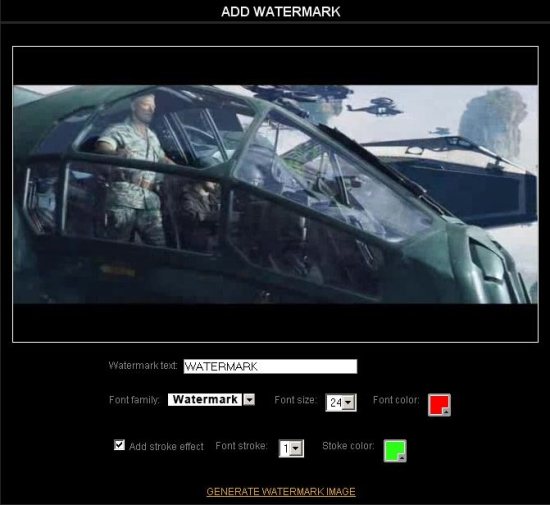 ADD WATERMARK
Watermark text: WATERMARK
Font family: Watermark Font size: 24 Font color:
Add stroke effect Font stroke: 1 Stoke color:
GENERATE WATERMARK IMAGE